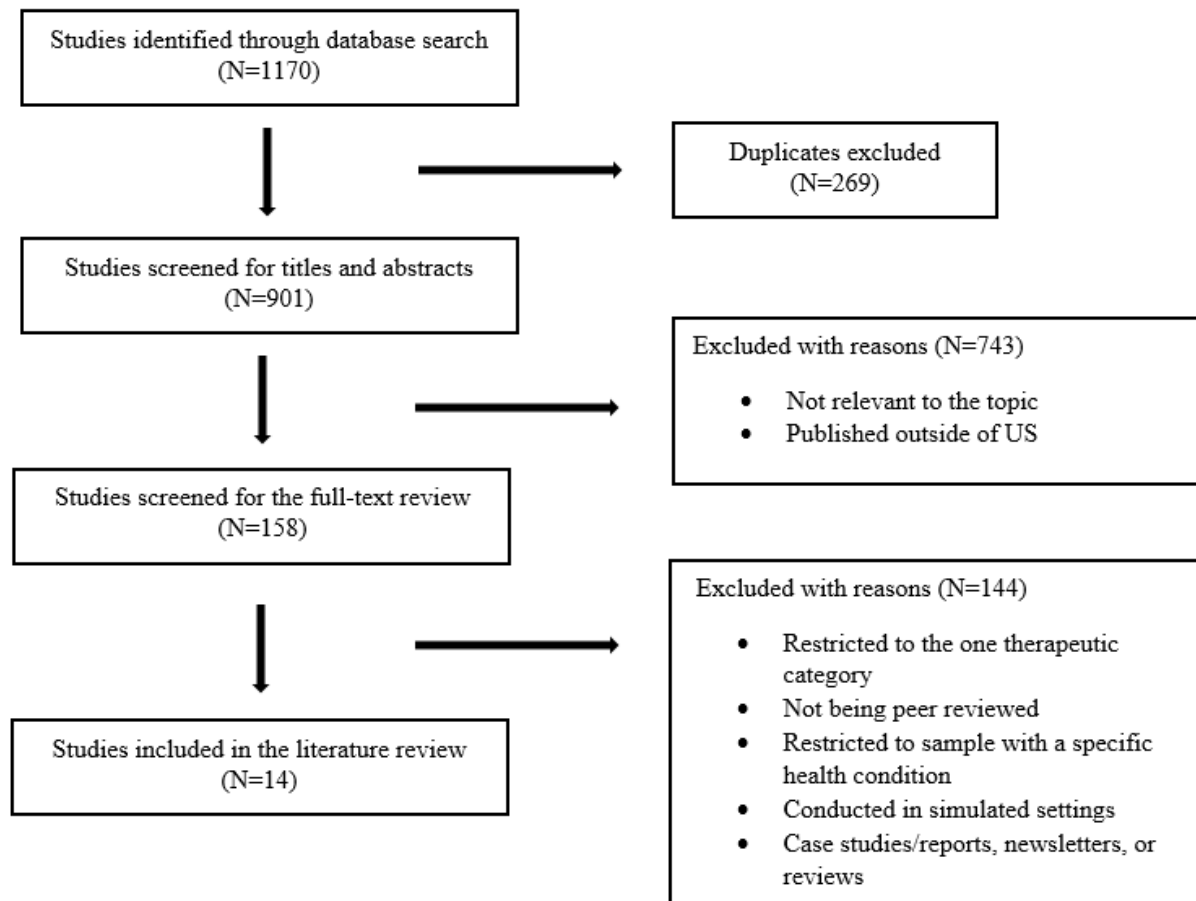 Studies identified through database search
(N=1170)
Duplicates excluded
(N=269)
Studies screened for titles and abstracts
(N=901)
Excluded with reasons (N=743)
• Not relevant to the topic
• Published outside of US
Studies screened for the full-text review
(N=158)
Excluded with reasons (N=144)
• Restricted to the one therapeutic
category
• Not being peer reviewed
• Restricted to sample with a specific
health condition
• Conducted in simulated settings
• Case studies/reports, newsletters, or
reviews
Studies included in the literature review
(N=14)